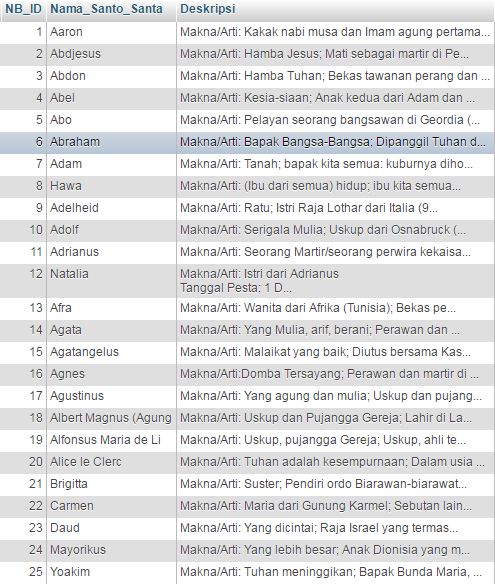 NB_ID Nama_Santo_Santa Deskripsi
1 Aaron Makna/Arti: Kakak nabi musa dan Imam agung pertama...
2 Abdjesus Makna/Arti: Hamba Jesus; Mati sebagai martir di Pe...
3 Abdon Makna/Arti: Hamba Tuhan; Bekas tawanan perang dan ...
4 Abel Makna/Arti: Kesia-siaan; Anak kedua dari Adam dan ...
5 Abo Makna/Arti: Pelayan seorang bangsawan di Geordia (...
6 Abraham Makna/Arti: Bapak Bangsa-Bangsa; Dipanggil Tuhan d...
7 Adam Makna/Arti: Tanah; bapak kita semua: kuburnya diho...
8 Hawa Makna/Arti: (Ibu dari semua) hidup; ibu kita semua...
9 Adelheid Makna/Arti: Ratu; Istri Raja Lothar dari Italia (9...
10 Adolf Makna/Arti: Serigala Mulia; Uskup dari Osnabruck (...
11 Adrianus Makna/Arti: Seorang Martir/seorang perwira kekaisa...
12 Natalia Makna/Arti: Istri dari Adrianus
Tanggal Pesta: 1 D...
13 Afra Makna/Arti: Wanita dari Afrika (Tunisia); Bekas pe...
14 Agata Makna/Arti: Yang Mulia, arif, berani; Perawan dan ...
15 Agatangelus Makna/Arti: Malaikat yang baik; Diutus bersama Kas...
16 Agnes Makna/Arti:Domba Tersayang; Perawan dan martir di ...
17 Agustinus Makna/Arti: Yang agung dan mulia; Uskup dan pujang...
18 Albert Magnus (Agung Makna/Arti: Uskup dan Pujangga Gereja; Lahir di La...
19 Alfonsus Maria de Li Makna/Arti: Uskup, pujangga Gereja; Uskup, ahli te...
20 Alice le Clerc Makna/Arti: Tuhan adalah kesempurnaan; Dalam usia ...
21 Brigitta Makna/Arti: Suster; Pendiri ordo Biarawan-biarawat...
22 Carmen Makna/Arti: Maria dari Gunung Karmel; Sebutan lain...
23 Daud Makna/Arti: Yang dicintai; Raja Israel yang termas...
24 Mayorikus Makna/Arti: Yang lebih besar; Anak Dionisia yang m...
25 Yoakim Makna/Arti: Tuhan meninggikan; Bapak Bunda Maria, ...